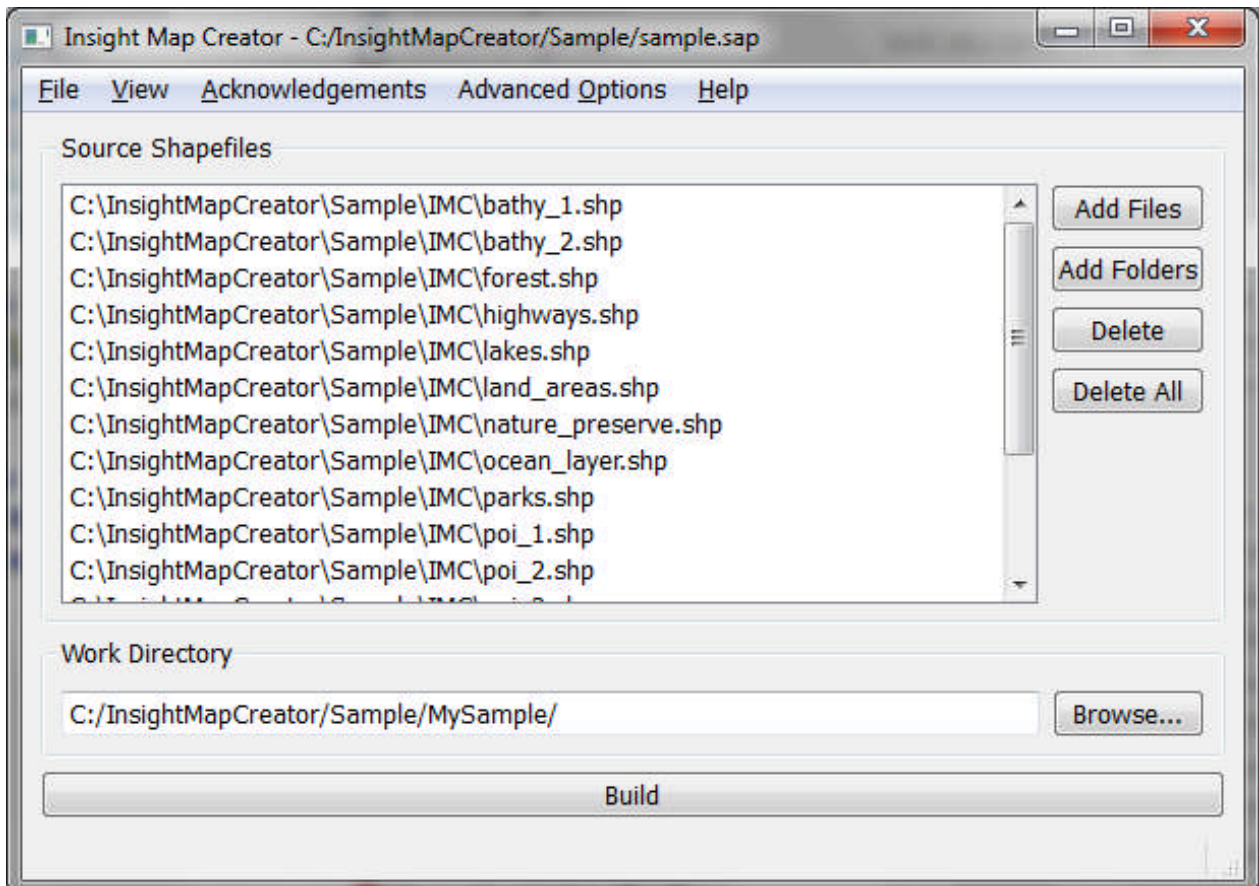 Insight Map Creator - C:/InsightMapCreator/Sample/sample.sap
File View Acknowledgements Advanced Options Help
Source Shapefiles
C:\InsightMapCreator\Sample\IMC\bathy_1.shp
C:\InsightMapCreator\Sample\IMC\bathy_2.shp
C:\InsightMapCreator\Sample\IMC\forest.shp
C:\InsightMapCreator\Sample\IMC\highways.shp
C:\InsightMapCreator\Sample\IMC\lakes.shp
C:\InsightMapCreator\Sample\IMC\land_areas.shp
C:\InsightMapCreator\Sample\IMC\nature_preserve.shp
C:\InsightMapCreator\Sample\IMC\ocean_layer.shp
C:\InsightMapCreator\Sample\IMC\parks.shp
C:\InsightMapCreator\Sample\IMC\poi_1.shp
C:\InsightMapCreator\Sample\IMC\poi_2.shp
Add Files
Add Folders
Delete
Delete All
Work Directory
C:/InsightMapCreator/Sample/MySample/
Browse...
Build